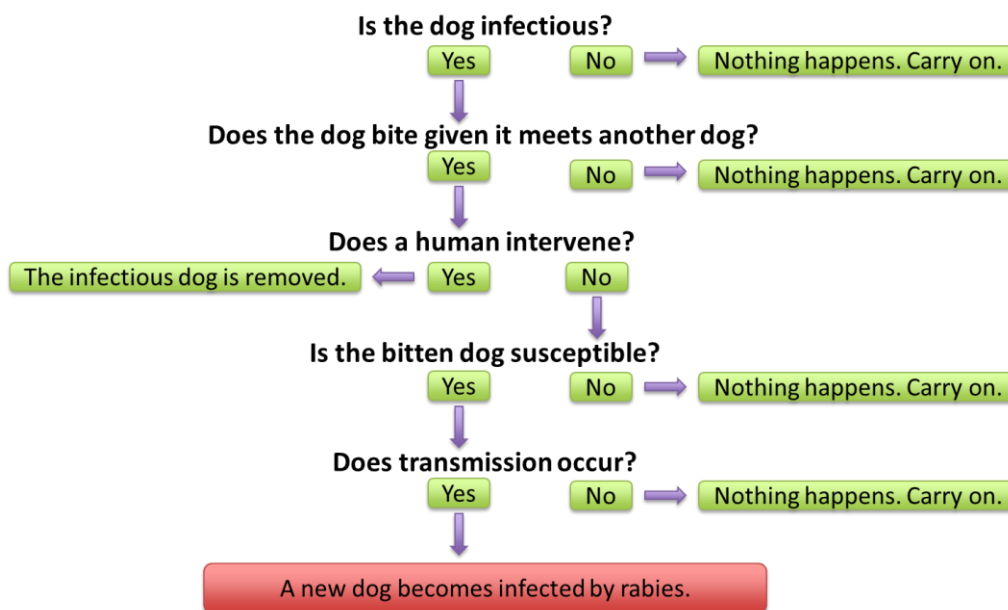 Is the dog infectious?
Yes No Nothing happens. Carry on.
Does the dog bite given it meets another dog?
Yes No Nothing happens. Carry on.
Does a human intervene?
The infectious dog is removed. Yes No
Is the bitten dog susceptible?
Yes No Nothing happens. Carry on.
Does transmission occur?
Yes No Nothing happens. Carry on.
A new dog becomes infected by rabies.